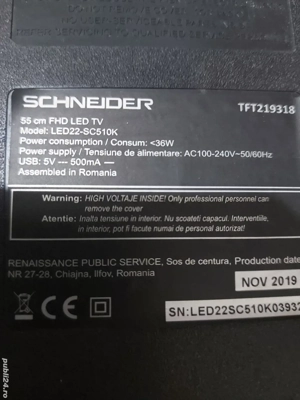 SCHNEIDER
TFT219318
55 cm FHD LED TV
Model: LED22-SC510K
Power consumption / Consum: <36W
Power supply / Tensiune de alimentare: AC100-240V~50/60Hz
USB: 5V --- 500mA
Assembled in Romania
Warning: HIGH VOLTAJE INSIDE! Only professional personnel can
remove the cover
Atentie: Inalta tensiune in interior. Nu scoateti capacul. Interventiile,
in interior, pot fi facute numai de personal autorizat!
RENAISSANCE PUBLIC SERVICE, Sos de centura, Production date
NR 27-28, Chiajna, Ilfov, Romania
NOV 2019
CE
SN:LED22SC510K03932
publi24.ro